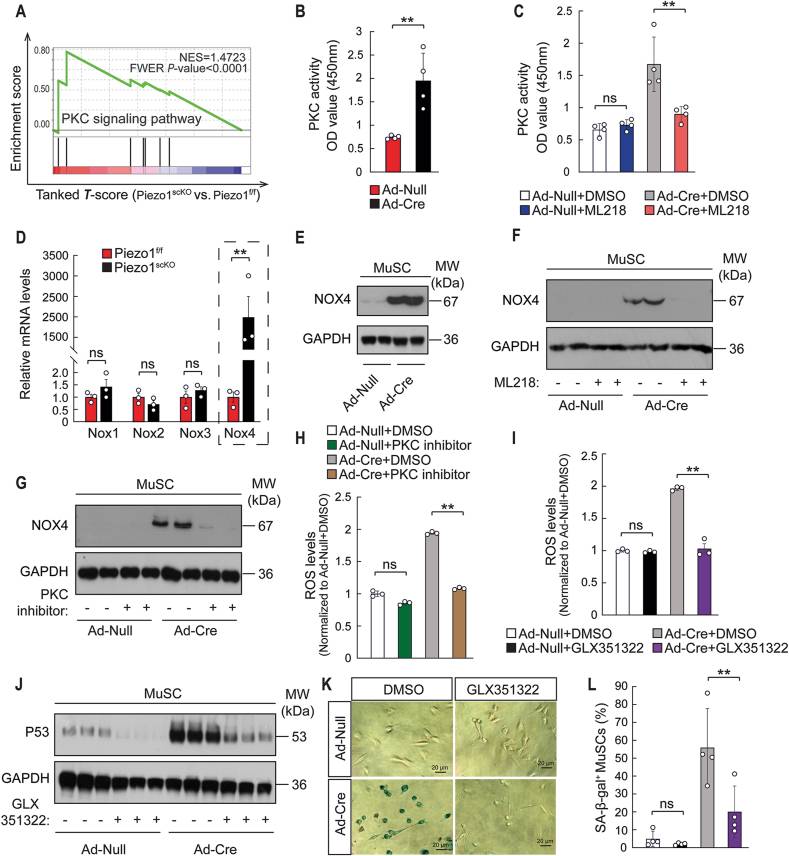 A
Enrichment score
0.80
0.50
0.00
NES=1.4723
FWER P-value<0.0001
PKC signaling pathway
Tanked T-score (Piezo1scKO vs. Piezo1f/f)
B
PKC activity
OD value (450nm)
3
2
1
0
**
Ad-Null
Ad-Cre
C
PKC activity
OD value (450nm)
2.5
2
1.5
1
0.5
0
ns
**
Ad-Null+DMSO
Ad-Null+ML218
Ad-Cre+DMSO
Ad-Cre+ML218
D
Relative mRNA levels
3500
3000
2500
2000
1500
2.0
1.5
1.0
0.5
0.0
Piezo1f/f
Piezo1scKO
ns
ns
ns
**
Nox1
Nox2
Nox3
Nox4
E
MuSC
MW
(kDa)
NOX4
67
GAPDH
36
Ad-Null
Ad-Cre
F
MuSC
MW
(kDa)
NOX4
67
GAPDH
36
ML218:
- - + + - - + +
Ad-Null
Ad-Cre
G
MuSC
MW
(kDa)
NOX4
67
GAPDH
36
PKC
inhibitor:
- - + + - - + +
Ad-Null
Ad-Cre
H
Ad-Null+DMSO
Ad-Null+PKC inhibitor
Ad-Cre+DMSO
Ad-Cre+PKC inhibitor
ROS levels
(Normalized to Ad-Null+DMSO)
2.5
2
1.5
1
0.5
0
ns
**
I
ROS levels
(Normalized to Ad-Null+DMSO)
2.5
2
1.5
1
0.5
0
ns
**
Ad-Null+DMSO
Ad-Null+GLX351322
Ad-Cre+DMSO
Ad-Cre+GLX351322
J
MuSC
MW
(kDa)
P53
53
GAPDH
36
GLX
351322:
- - - + + + - - - + + +
Ad-Null
Ad-Cre
K
DMSO
GLX351322
Ad-Null
20 μm
20 μm
Ad-Cre
20 μm
20 μm
L
SA-β-gal+ MuSCs (%)
90
80
70
60
50
40
30
20
10
0
ns
**